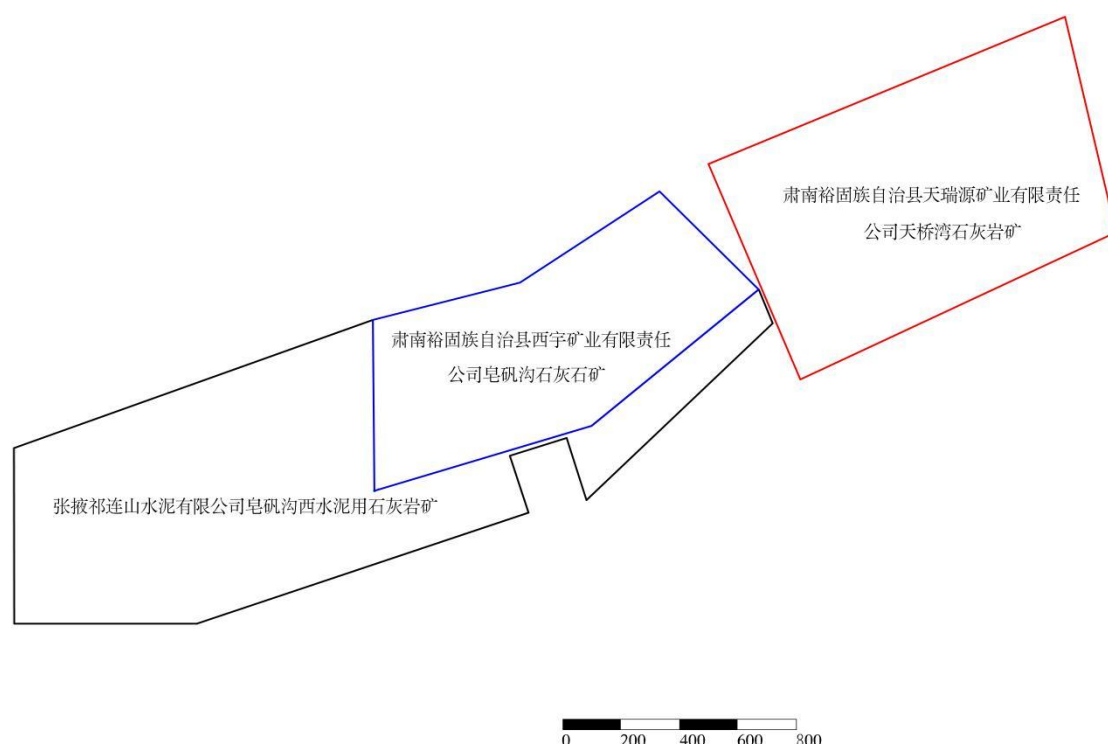 肃南裕固族自治县天瑞源矿业有限责任
公司天桥湾石灰岩矿
肃南裕固族自治县西宇矿业有限责任
公司皂矾沟石灰石矿
张掖祁连山水泥有限公司皂矾沟西水泥用石灰岩矿
0 200 400 600 800